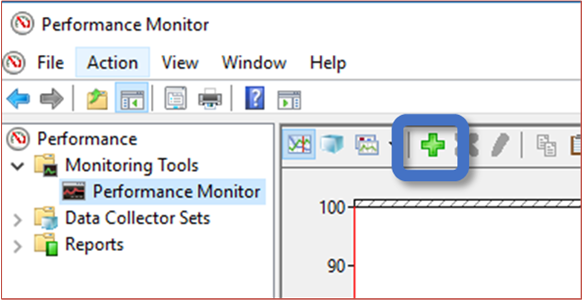 Performance Monitor
File Action View Window Help
Performance
Monitoring Tools
Performance Monitor
Data Collector Sets
Reports
100
90